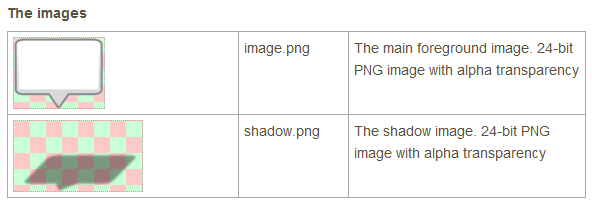 The images
image.png
The main foreground image. 24-bit
PNG image with alpha transparency
shadow.png
The shadow image. 24-bit PNG
image with alpha transparency